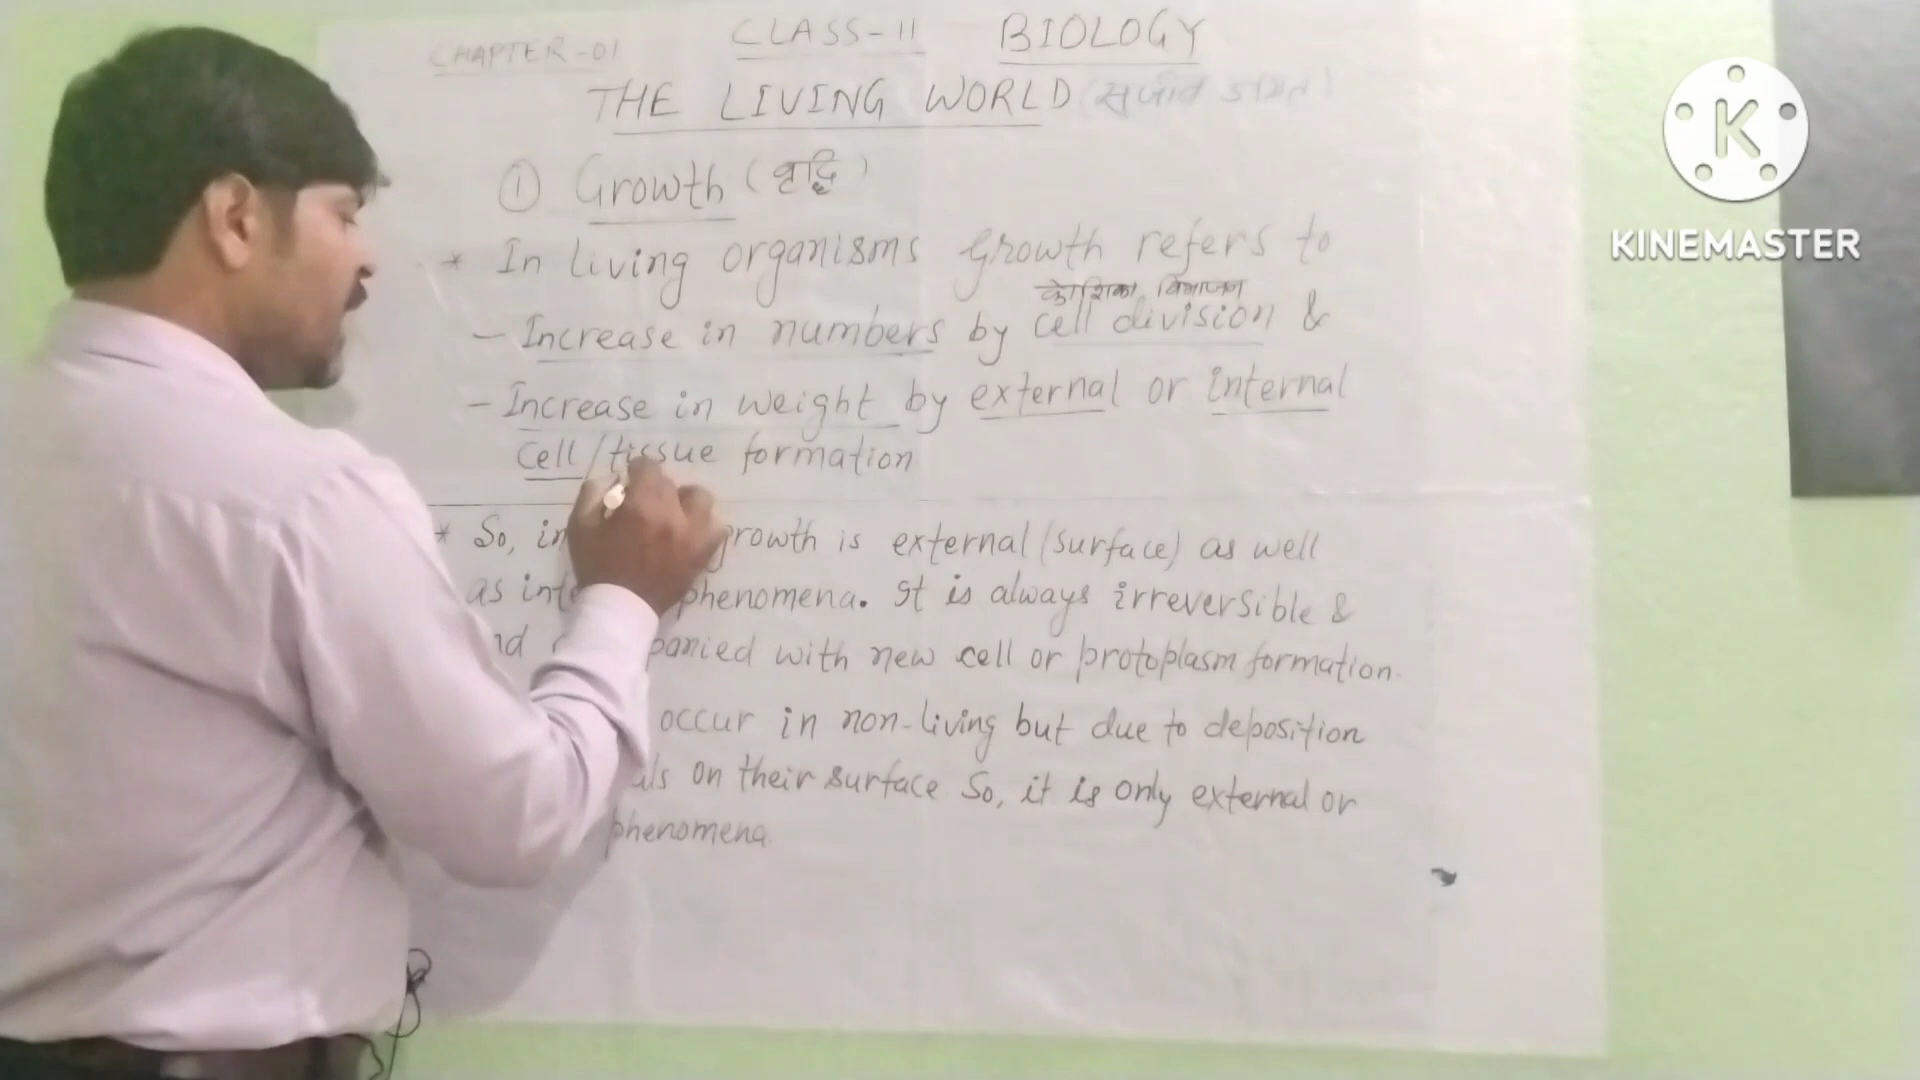 CHAPTER-01 CLASS-11 BIOLOGY
THE LIVING WORLD (सजीव जगत)
① Growth (वृद्धि)
* In living organisms Growth refers to
कोशिका विभाजन
- Increase in numbers by cell division &
- Increase in weight by external or internal
cell/tissue formation
* So, in growth is external (surface) as well
as phenomena. It is always irreversible &
with new cell or protoplasm formation.
occur in non-living but due to deposition
on their surface So, it is only external or
phenomena.
K
KINEMASTER